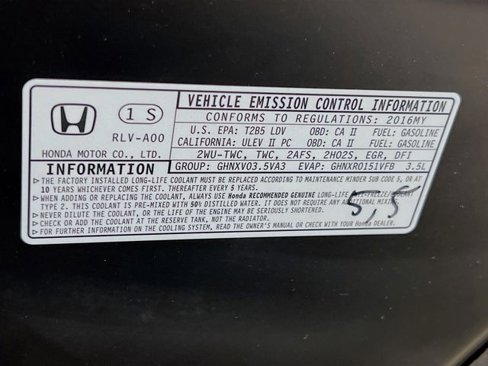 1 S
VEHICLE EMISSION CONTROL INFORMATION
CONFORMS TO REGULATIONS: 2016MY
RLV-A00
U.S. EPA: T2B5 LDV OBD: CA II FUEL: GASOLINE
CALIFORNIA: ULEV II PC OBD: CA II FUEL: GASOLINE
HONDA MOTOR CO., LTD.
2WU-TWC, TWC, 2AFS, 2HO2S, EGR, DFI
INFORMATION
GROUP: GHNXV03.5VA3 EVAP: GHNXR0151VFB 3.5L
▷ THE FACTORY INSTALLED LONG-LIFE COOLANT MUST BE REPLACED ACCORDING TO MAINTENANCE MINDER SUB CODE 5, OR AT
10 YEARS WHICHEVER COMES FIRST. THEREAFTER EVERY 5 YEARS.
▷ WHEN ADDING OR REPLACING THE COOLANT, ALWAYS USE Honda RECOMMENDED GENUINE LONG-LIFE ANTIFREEZE/COOLANT
TYPE 2. THIS COOLANT IS PRE-MIXED WITH 50% DISTILLED WATER. IT DOES NOT REQUIRE ANY ADDITIONAL MIXING.
▷ NEVER DILUTE THE COOLANT, OR THE LIFE OF THE ENGINE MAY BE SERIOUSLY SHORTENED.
▷ CHECK AND ADD COOLANT AT THE RESERVE TANK, NOT THE RADIATOR.
▷ FOR FURTHER INFORMATION ON THE COOLING SYSTEM, SEE THE OWNER'S MANUAL OR CHECK WITH YOUR Honda DEALER.
5,5